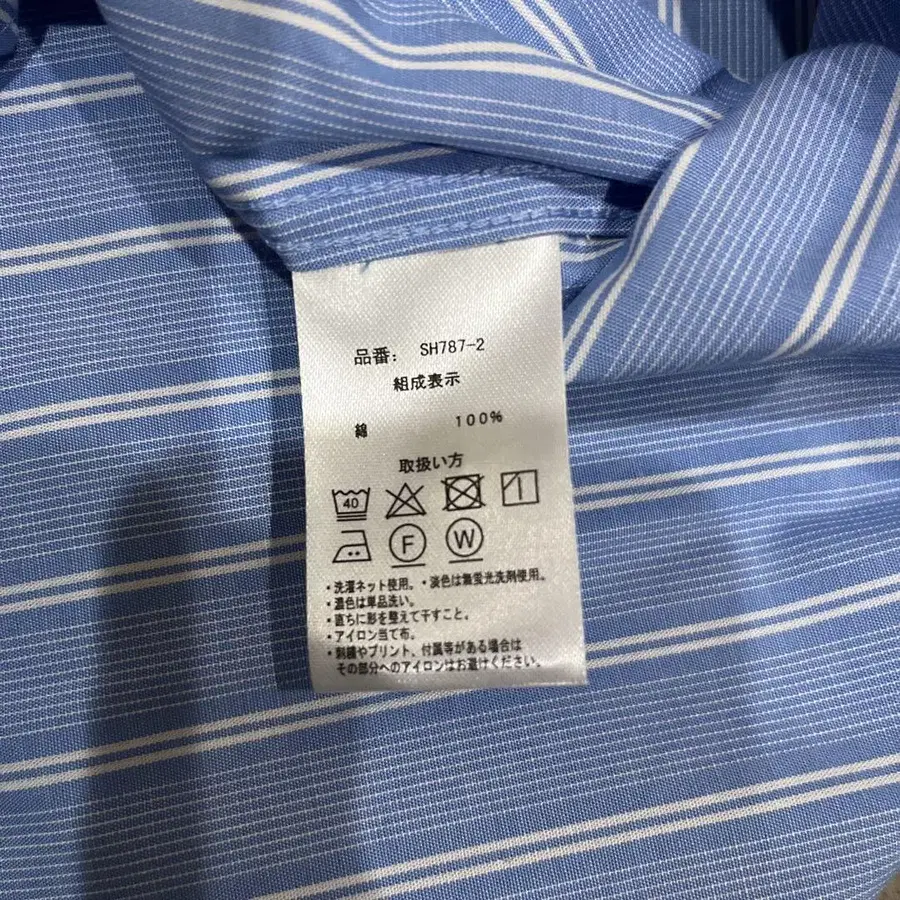 品番： SH787-2
組成表示
綿 100%
取扱い方
40
F W
・洗濯ネット使用。・淡色は無蛍光洗剤使用。
・濃色は単品洗い。
・直ちに形を整えて干すこと。
・アイロン当て布。
・刺繍やプリント、付属等がある場合は
その部分へのアイロンはお避けください。